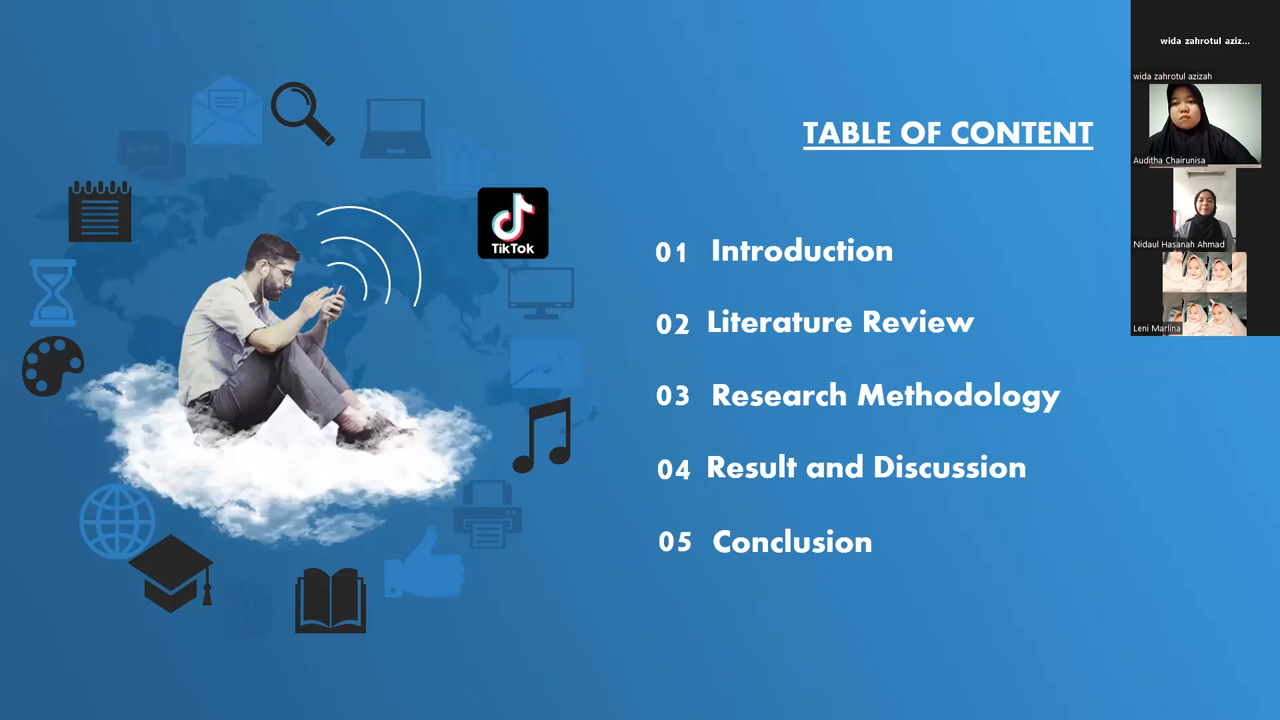 TABLE OF CONTENT
01 Introduction
02 Literature Review
03 Research Methodology
04 Result and Discussion
05 Conclusion
TikTok
wida zahrotul aziz...
wida zahrotul azizah
Auditha Chairunisa
Nidaul Hasanah Ahmad
Leni Marlina